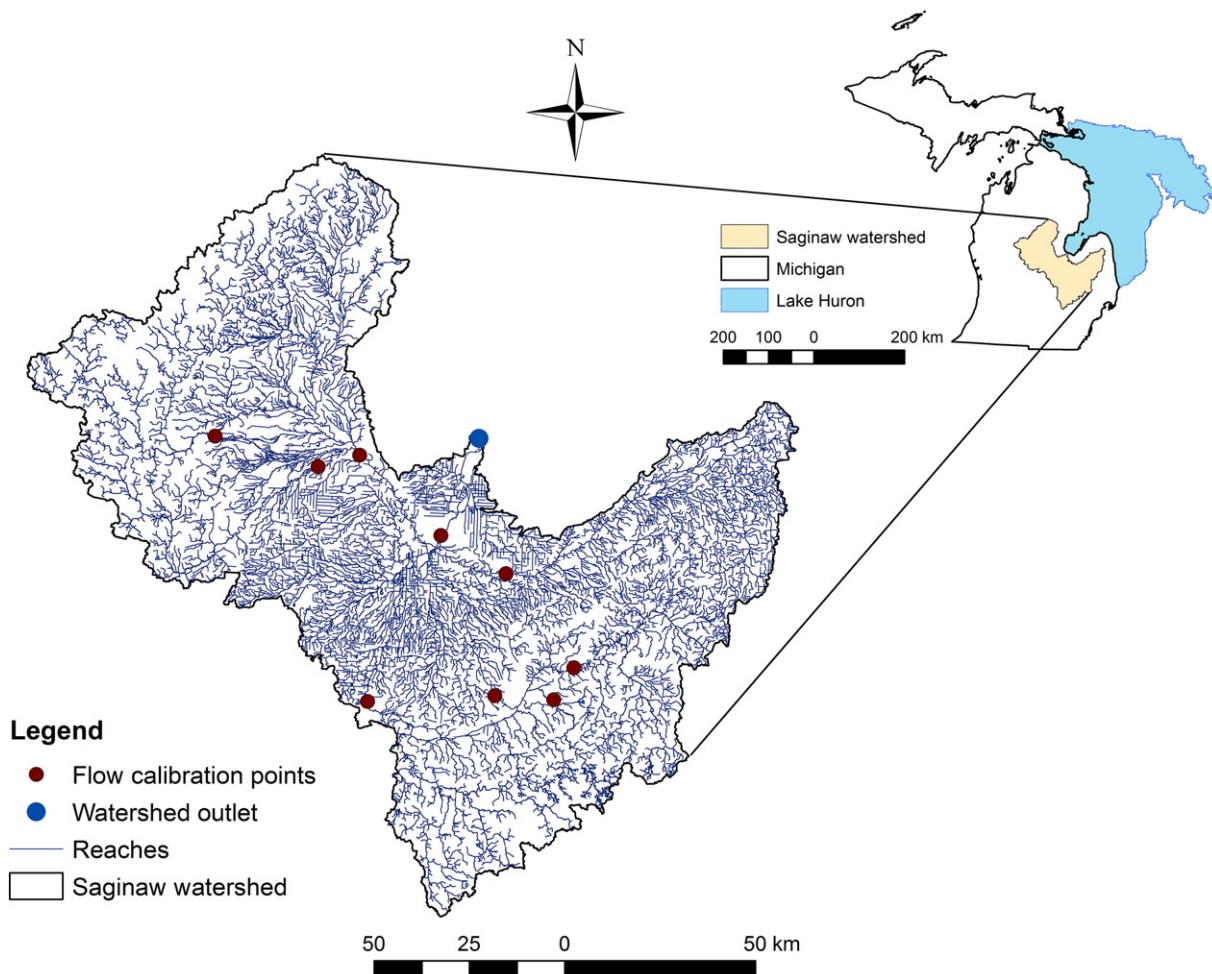 N
Saginaw watershed
Michigan
Lake Huron
200 100 0 200 km
Legend
Flow calibration points
Watershed outlet
Reaches
Saginaw watershed
50 25 0 50 km